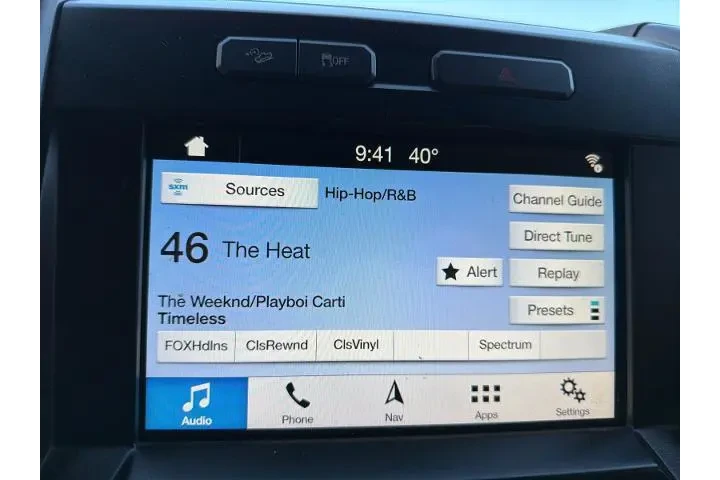 OFF
9:41 40°
sxm Sources Hip-Hop/R&B
Channel Guide
46 The Heat
Direct Tune
Alert
Replay
The Weeknd/Playboi Carti
Timeless
Presets
FOXHdlns ClsRewnd ClsVinyl Spectrum
Audio Phone Nav Apps Settings